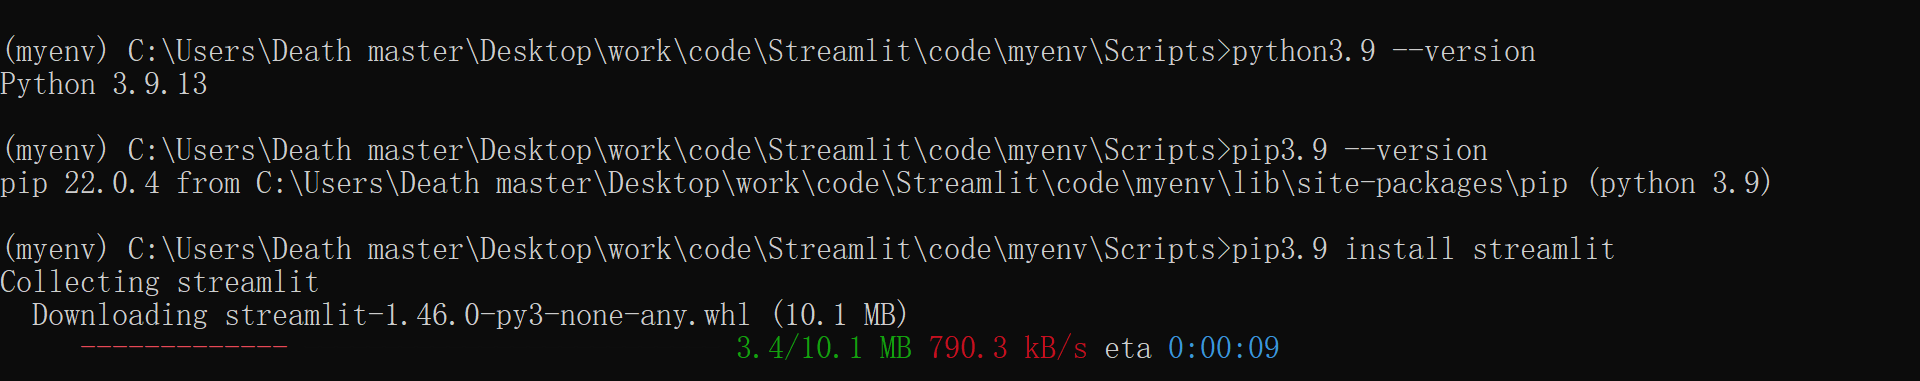 (myenv) C:\Users\Death master\Desktop\work\code\Streamlit\code\myenv\Scripts>python3.9 --version
Python 3.9.13
(myenv) C:\Users\Death master\Desktop\work\code\Streamlit\code\myenv\Scripts>pip3.9 --version
pip 22.0.4 from C:\Users\Death master\Desktop\work\code\Streamlit\code\myenv\lib\site-packages\pip (python 3.9)
(myenv) C:\Users\Death master\Desktop\work\code\Streamlit\code\myenv\Scripts>pip3.9 install streamlit
Collecting streamlit
  Downloading streamlit-1.46.0-py3-none-any.whl (10.1 MB)
     ------------- 3.4/10.1 MB 790.3 kB/s eta 0:00:09